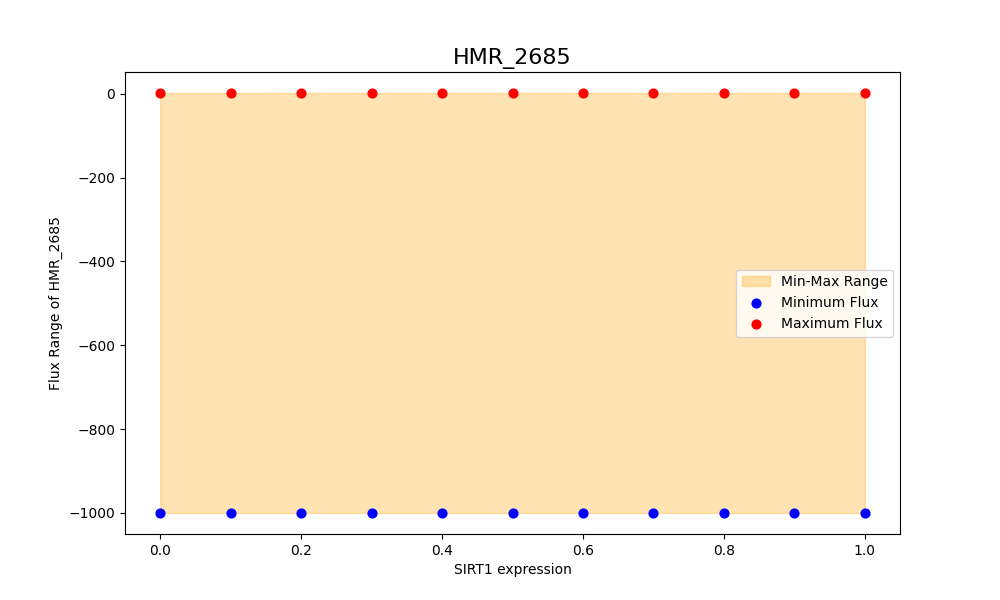 HMR_2685
Flux Range of HMR_2685
0
−200
−400
−600
−800
−1000
Min-Max Range
Minimum Flux
Maximum Flux
0.0
0.2
0.4
0.6
0.8
1.0
SIRT1 expression